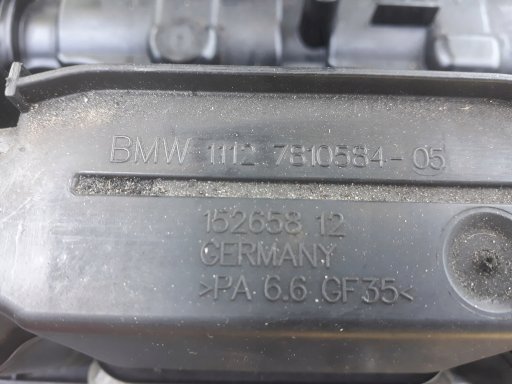 BMW 1112 7810584-05
152658 12
GERMANY
>PA 6.6 GF35<